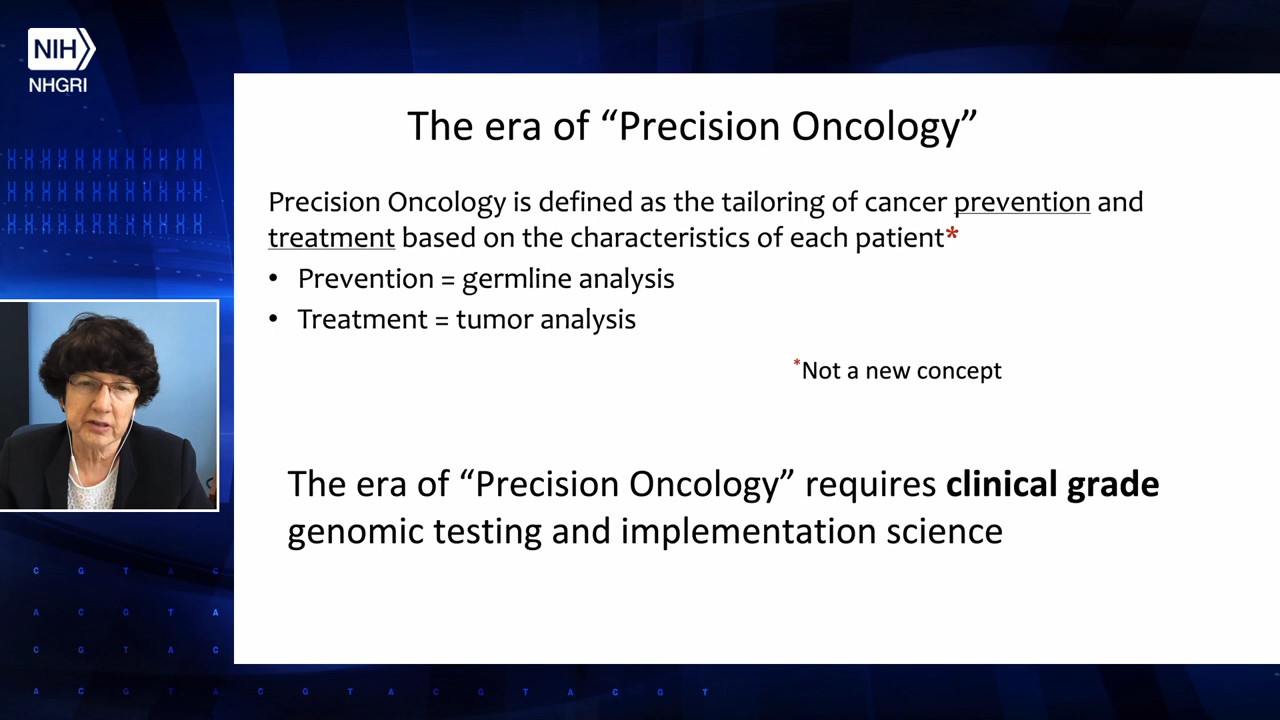 NIH
NHGRI
The era of “Precision Oncology”
Precision Oncology is defined as the tailoring of cancer prevention and
treatment based on the characteristics of each patient*
• Prevention = germline analysis
• Treatment = tumor analysis
*Not a new concept
The era of “Precision Oncology” requires clinical grade
genomic testing and implementation science
C G T A C
A C G T A
C G T A C
A C G T A C G T A C G T A C G T